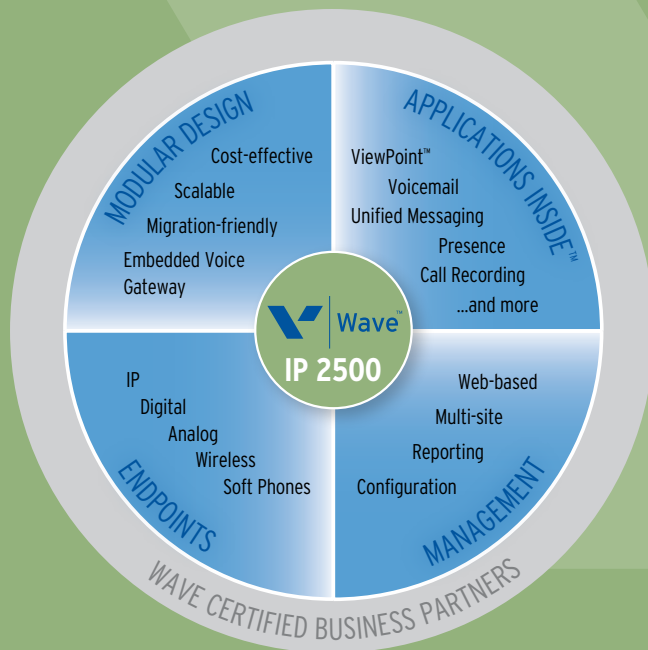 MODULAR DESIGN
Cost-effective
Scalable
Migration-friendly
Embedded Voice
Gateway
APPLICATIONS INSIDE™
ViewPoint™
Voicemail
Unified Messaging
Presence
Call Recording
...and more
Wave™
IP 2500
IP
Digital
Analog
Wireless
Soft Phones
ENDPOINTS
Web-based
Multi-site
Reporting
Configuration
MANAGEMENT
WAVE CERTIFIED BUSINESS PARTNERS